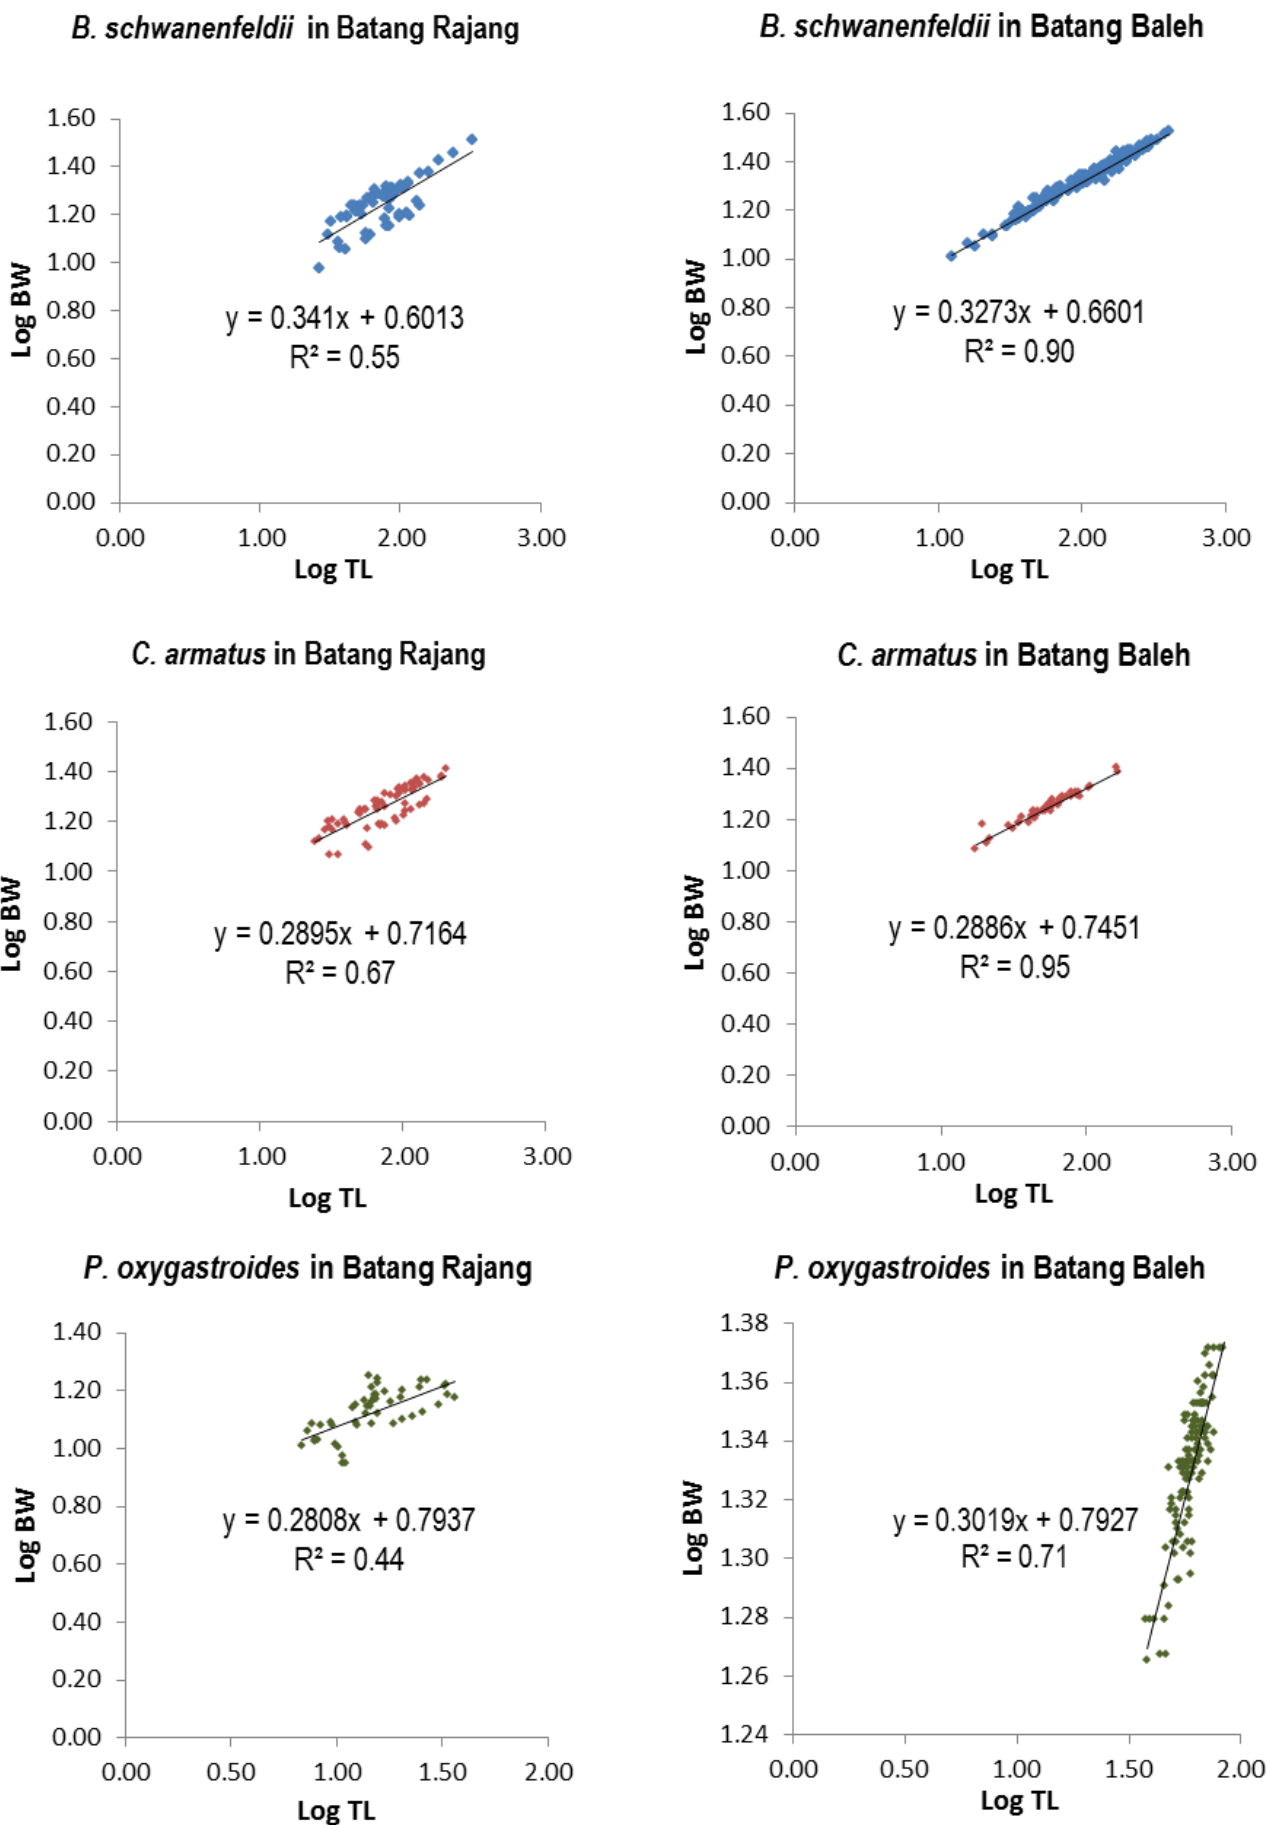 B. schwanenfeldii in Batang Rajang
1.60
1.40
1.20
1.00
0.80
0.60
0.40
0.20
0.00
Log BW
y = 0.341x + 0.6013
R² = 0.55
0.00 1.00 2.00 3.00
Log TL
B. schwanenfeldii in Batang Baleh
1.60
1.40
1.20
1.00
0.80
0.60
0.40
0.20
0.00
Log BW
y = 0.3273x + 0.6601
R² = 0.90
0.00 1.00 2.00 3.00
Log TL
C. armatus in Batang Rajang
1.60
1.40
1.20
1.00
0.80
0.60
0.40
0.20
0.00
Log BW
y = 0.2895x + 0.7164
R² = 0.67
0.00 1.00 2.00 3.00
Log TL
C. armatus in Batang Baleh
1.60
1.40
1.20
1.00
0.80
0.60
0.40
0.20
0.00
Log BW
y = 0.2886x + 0.7451
R² = 0.95
0.00 1.00 2.00 3.00
Log TL
P. oxygastroides in Batang Rajang
1.40
1.20
1.00
0.80
0.60
0.40
0.20
0.00
Log BW
y = 0.2808x + 0.7937
R² = 0.44
0.00 0.50 1.00 1.50 2.00
Log TL
P. oxygastroides in Batang Baleh
1.38
1.36
1.34
1.32
1.30
1.28
1.26
1.24
Log BW
y = 0.3019x + 0.7927
R² = 0.71
0.00 0.50 1.00 1.50 2.00
Log TL